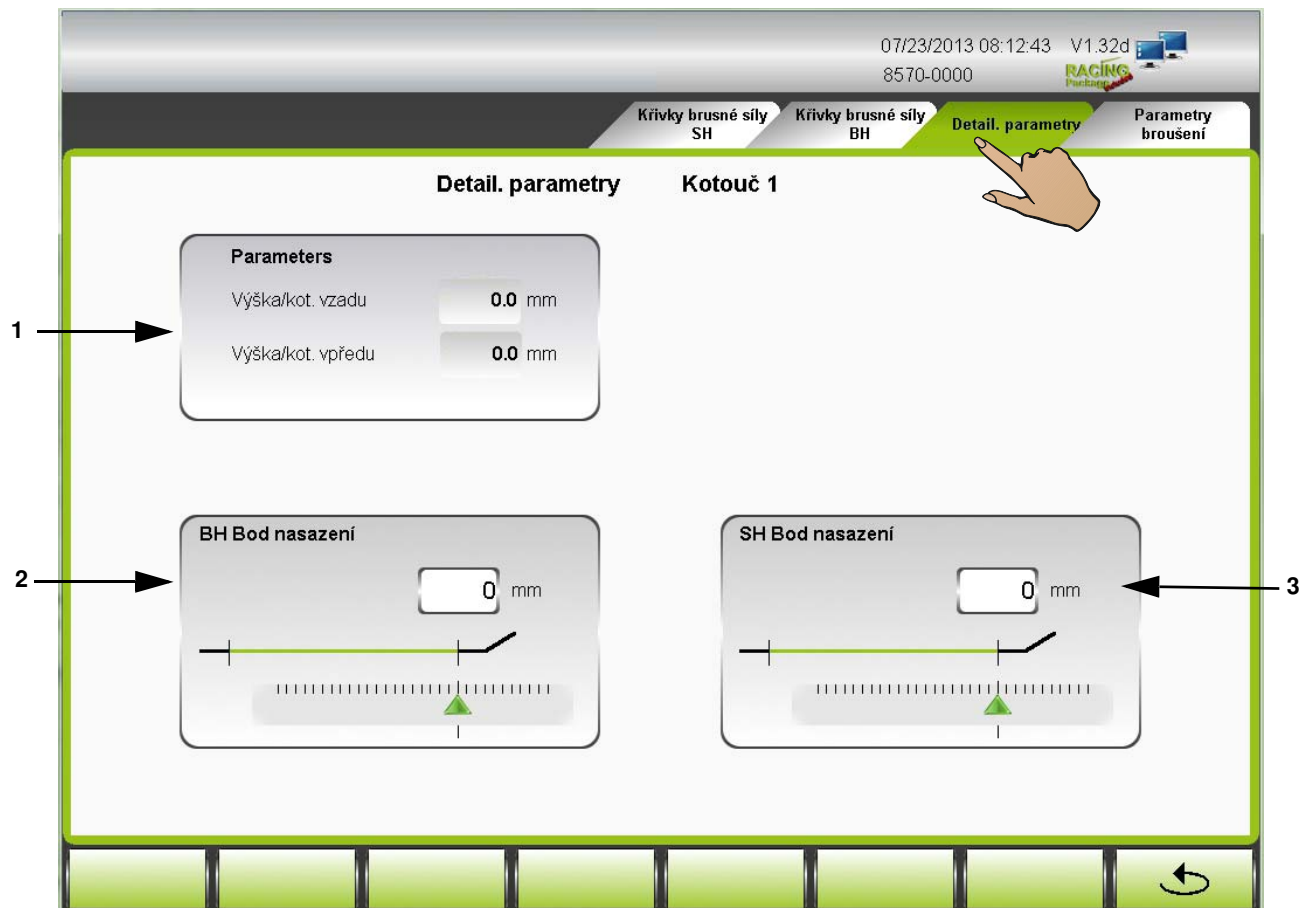 07/23/2013 08:12:43 V1.32d
8570-0000
RACING
Křivky brusné síly
SH
Křivky brusné síly
BH
Detail. parametry
Parametry
broušení
Detail. parametry Kotouč 1
Parameters
Výška/kot. vzadu 0.0 mm
1
Výška/kot. vpředu 0.0 mm
BH Bod nasazení
SH Bod nasazení
2
0 mm
0 mm
3